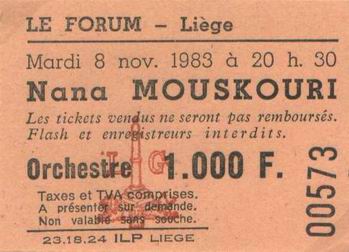 LE FORUM – Liège
Mardi 8 nov. 1983 à 20 h. 30
Nana MOUSKOURI
Les tickets vendus ne seront pas remboursés.
Flash et enregistreurs interdits.
Orchestre 1.000 F.
L G
Taxes et TVA comprises.
A présenter sur demande.
Non valable sans souche.
23.18.24 ILP LIEGE
00573